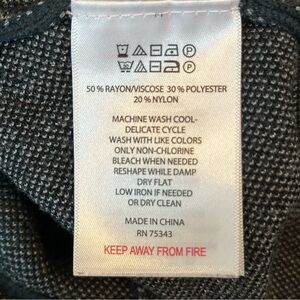 50 % RAYON/VISCOSE 30 % POLYESTER
20 % NYLON
MACHINE WASH COOL-
DELICATE CYCLE
WASH WITH LIKE COLORS
ONLY NON-CHLORINE
BLEACH WHEN NEEDED
RESHAPE WHILE DAMP
DRY FLAT
LOW IRON IF NEEDED
OR DRY CLEAN
MADE IN CHINA
RN 75343
KEEP AWAY FROM FIRE